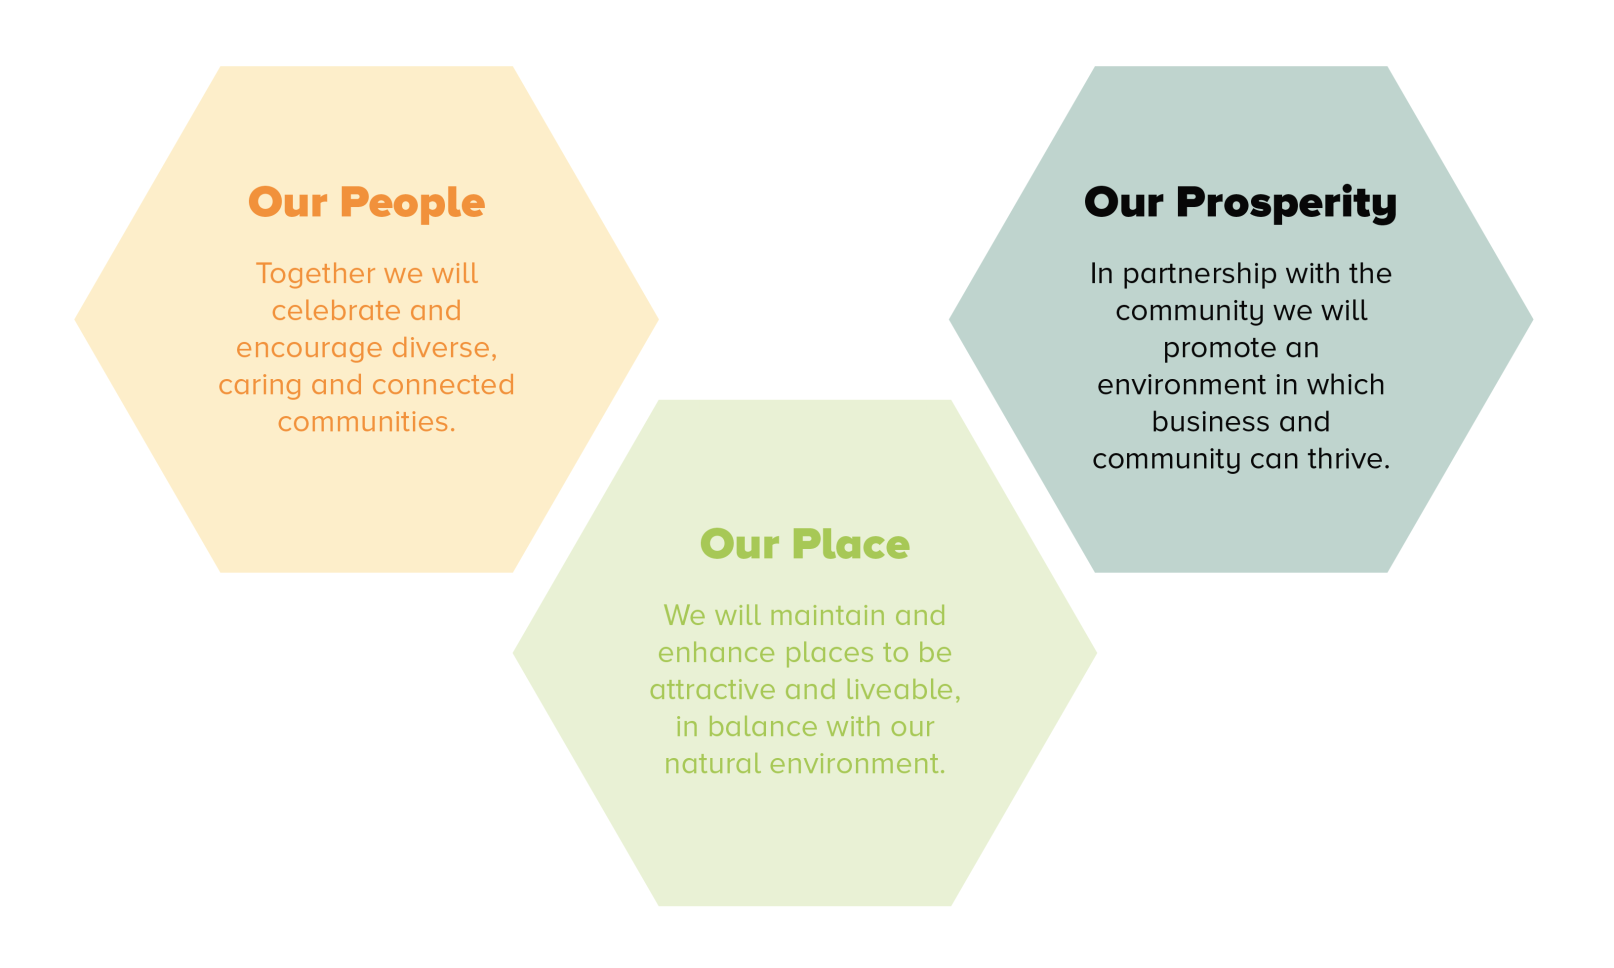 Our People
Together we will
celebrate and
encourage diverse,
caring and connected
communities.
Our Place
We will maintain and
enhance places to be
attractive and liveable,
in balance with our
natural environment.
Our Prosperity
In partnership with the
community we will
promote an
environment in which
business and
community can thrive.